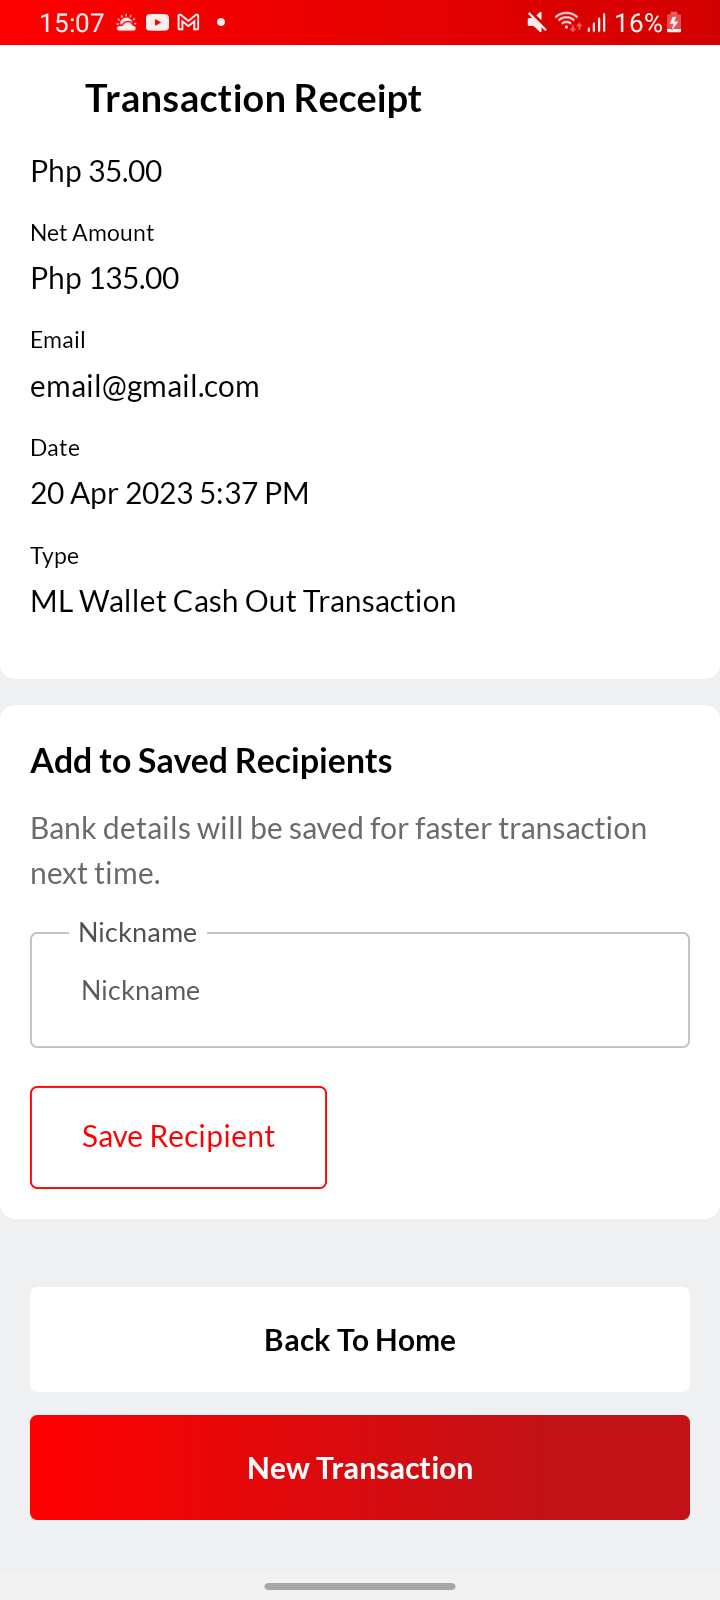 15:07
16%
Transaction Receipt
Php 35.00
Net Amount
Php 135.00
Email
email@gmail.com
Date
20 Apr 2023 5:37 PM
Type
ML Wallet Cash Out Transaction
Add to Saved Recipients
Bank details will be saved for faster transaction
next time.
Nickname
Nickname
Save Recipient
Back To Home
New Transaction